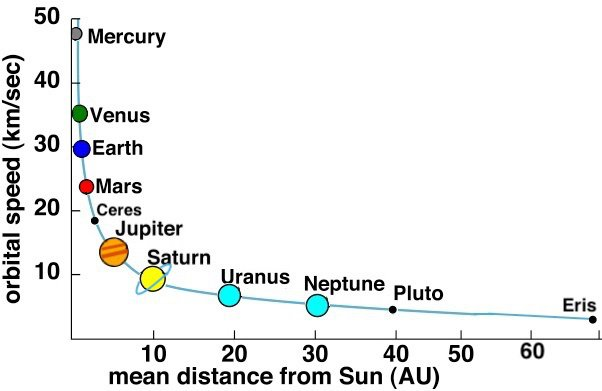 50
Mercury
40
Venus
30
Earth
Mars
20
Ceres
Jupiter
Saturn
10
Uranus
Neptune
Pluto
Eris
orbital speed (km/sec)
10 20 30 40 50 60
mean distance from Sun (AU)